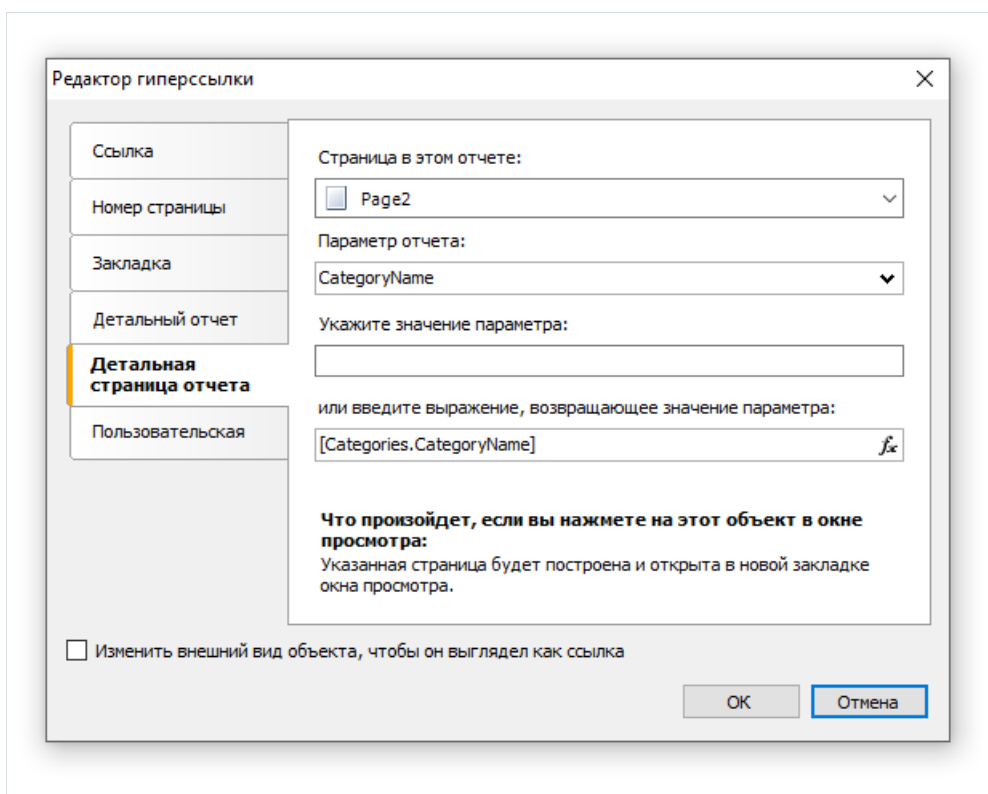 Редактор гиперссылки
Ссылка
Номер страницы
Закладка
Детальный отчет
Детальная
страница отчета
Пользовательская
Страница в этом отчете:
Page2
Параметр отчета:
CategoryName
Укажите значение параметра:
или введите выражение, возвращающее значение параметра:
[Categories.CategoryName]
fx
Что произойдет, если вы нажмете на этот объект в окне
просмотра:
Указанная страница будет построена и открыта в новой закладке
окна просмотра.
Изменить внешний вид объекта, чтобы он выглядел как ссылка
ОК
Отмена